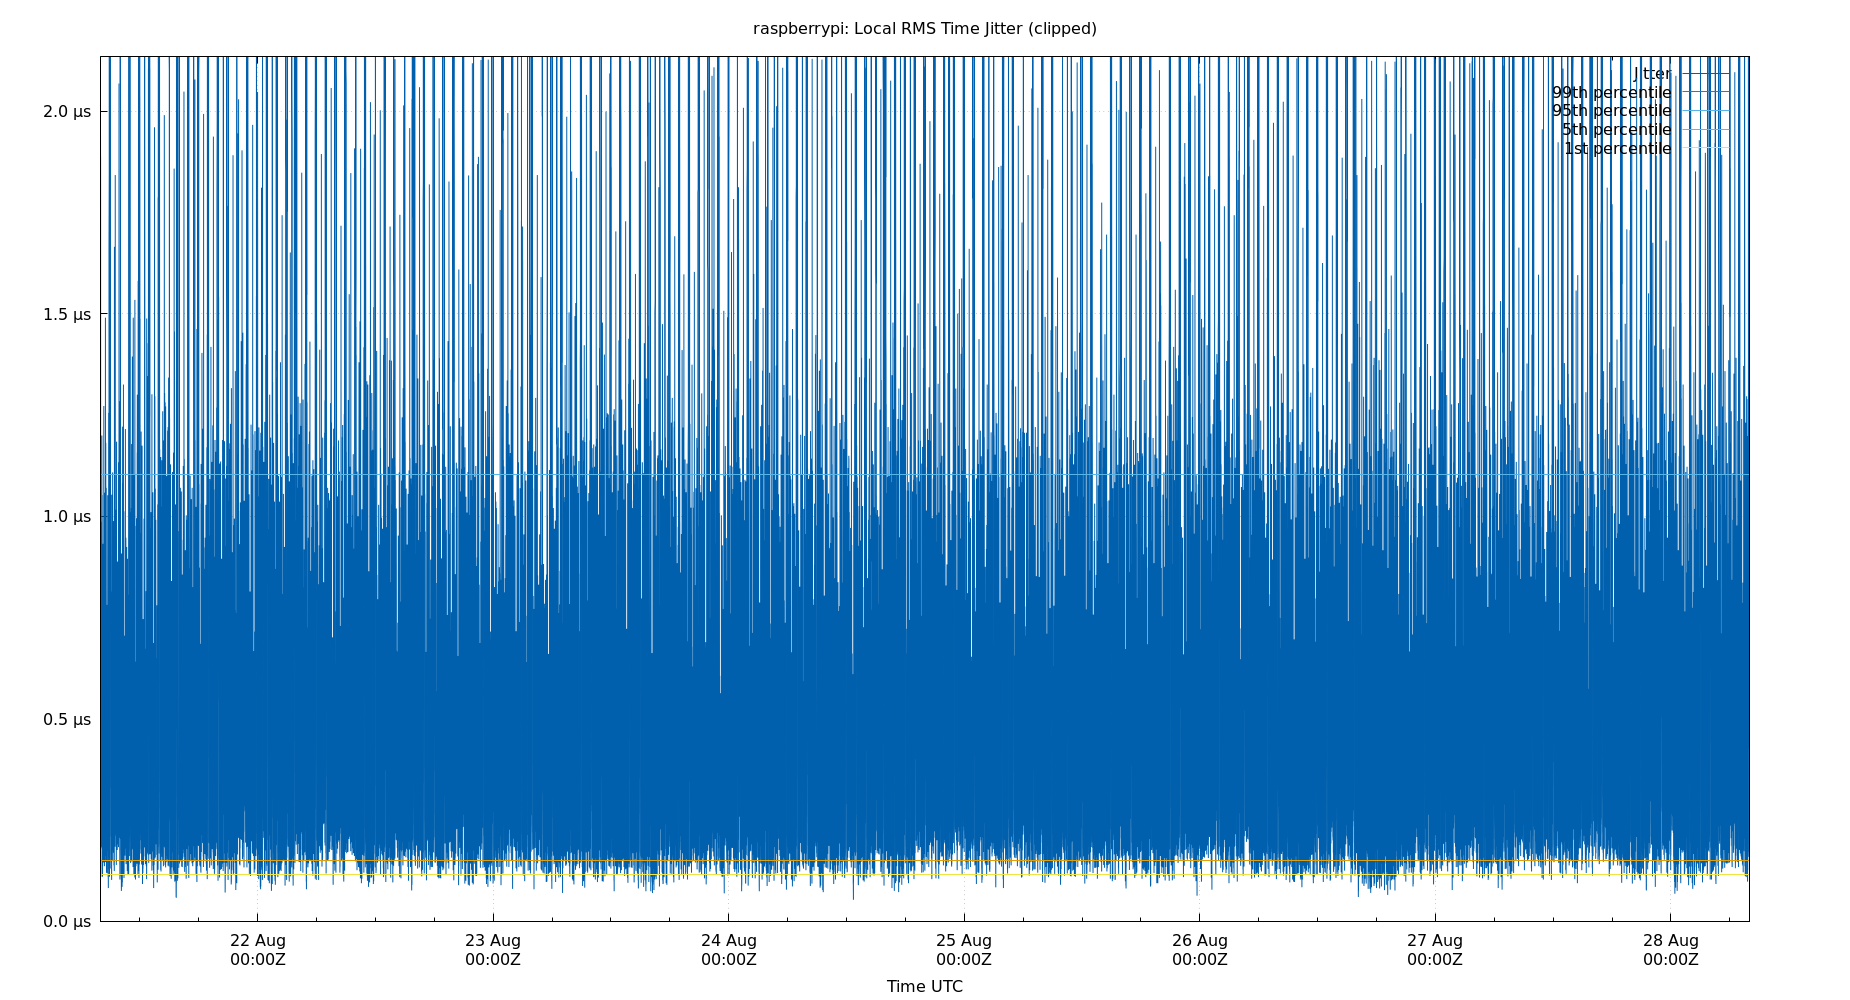 raspberrypi: Local RMS Time Jitter (clipped)
Jitter
99th percentile
95th percentile
5th percentile
1st percentile
2.0 μs
1.5 μs
1.0 μs
0.5 μs
0.0 μs
22 Aug
00:00Z
23 Aug
00:00Z
24 Aug
00:00Z
25 Aug
00:00Z
26 Aug
00:00Z
27 Aug
00:00Z
28 Aug
00:00Z
Time UTC